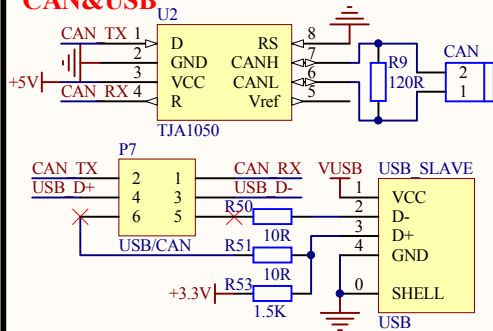 CAN&USB
U2
CAN_TX 1 D RS 8
2 GND CANH 7
+5V 3 VCC CANL 6
CAN_RX 4 R Vref 5
TJA1050
R9
120R
CAN
2
1
P7
CAN_TX 2 1 CAN_RX
USB_D+ 4 3 USB_D-
6 5
USB/CAN
R50
10R
R51
10R
+3.3V R53
1.5K
VUSB
USB_SLAVE
1 VCC
2 D-
3 D+
4 GND
0 SHELL
USB